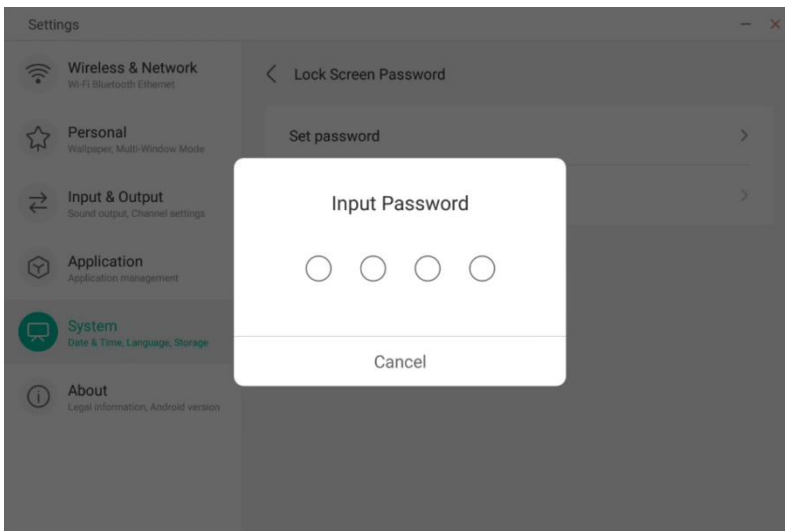 Settings
Wireless & Network
Wi-Fi Bluetooth Ethernet
Personal
Wallpaper, Multi-Window Mode
Input & Output
Sound output, Channel settings
Application
Application management
System
Date & Time, Language, Storage
About
Legal information, Android version
Lock Screen Password
Set password
Input Password
Cancel